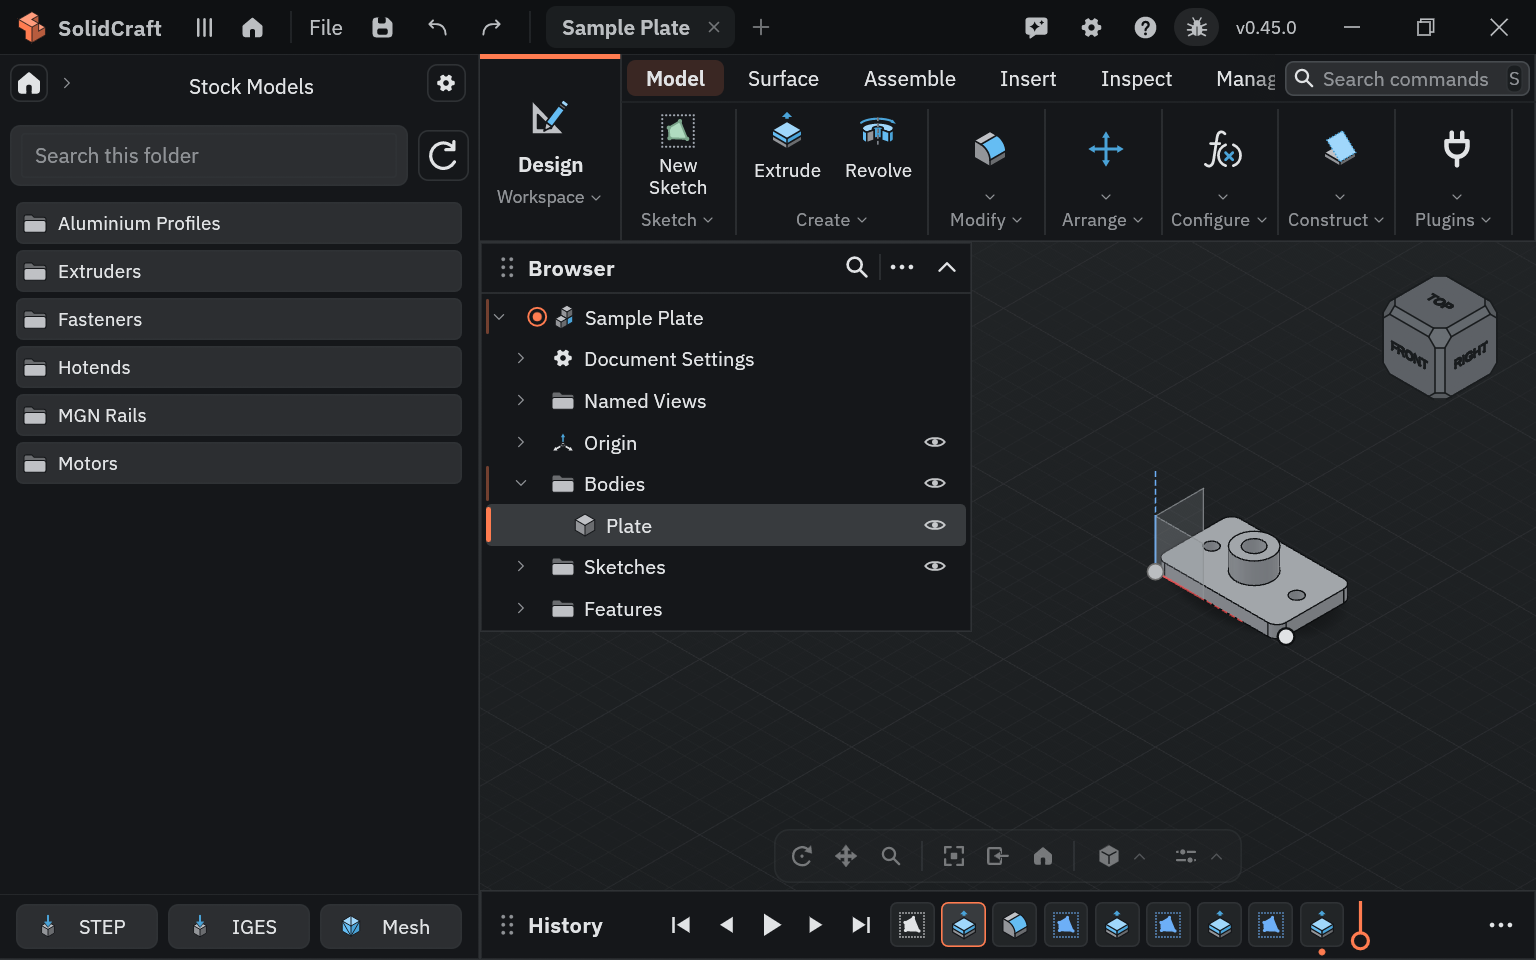 SolidCraft
File
Sample Plate
v0.45.0
Stock Models
Search this folder
Aluminium Profiles
Extruders
Fasteners
Hotends
MGN Rails
Motors
STEP
IGES
Mesh
Design
Workspace
Model
Surface
Assemble
Insert
Inspect
Manag
Search commands
S
New
Sketch
Sketch
Extrude
Revolve
Create
Modify
Arrange
Configure
Construct
Plugins
Browser
Sample Plate
Document Settings
Named Views
Origin
Bodies
Plate
Sketches
Features
TOP
FRONT
RIGHT
History